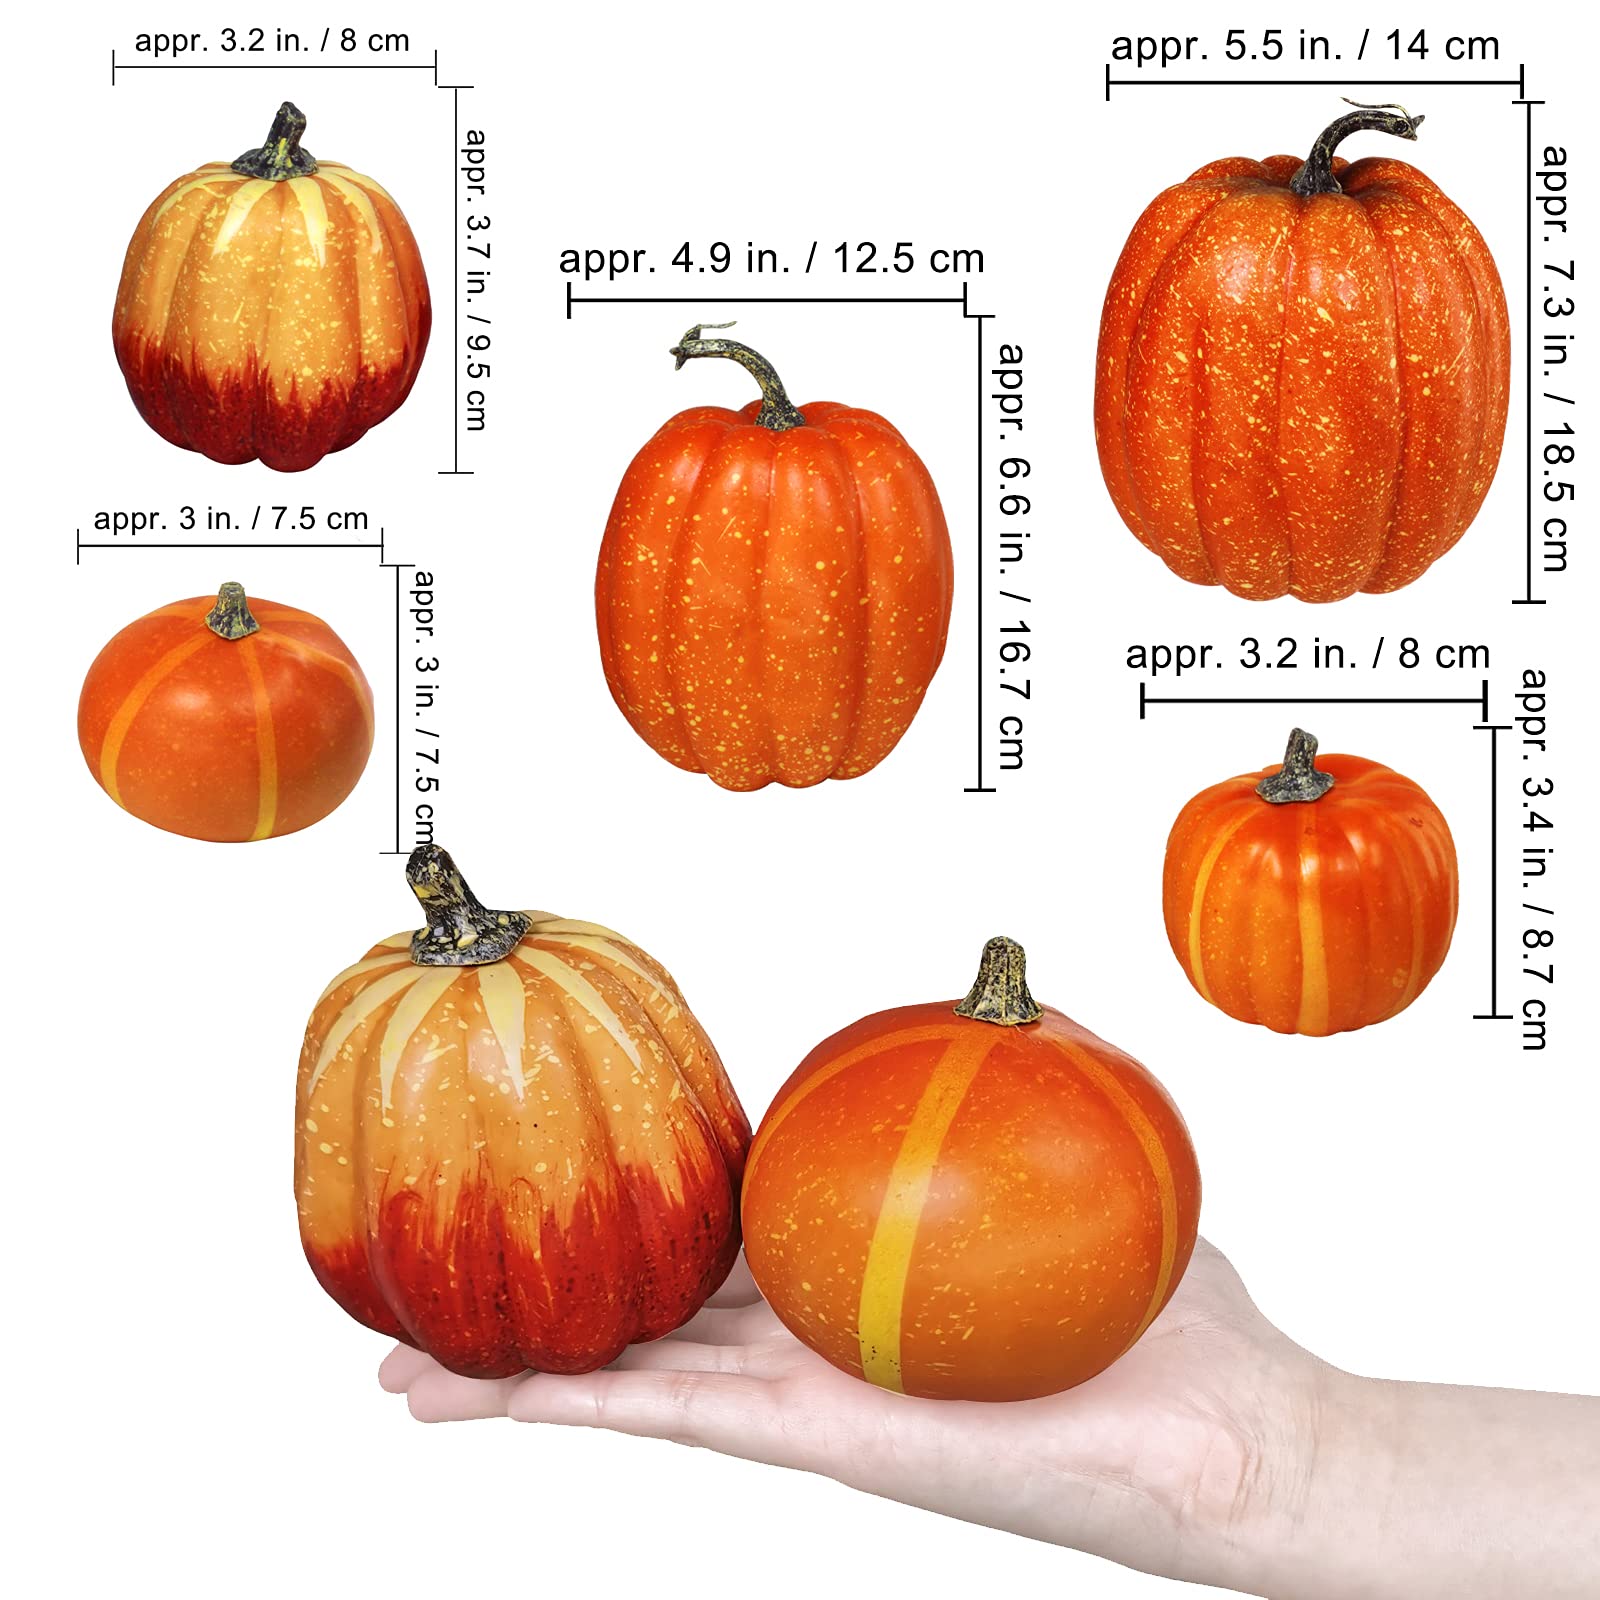 appr. 3.2 in. / 8 cm
appr. 3.7 in. / 9.5 cm
appr. 5.5 in. / 14 cm
appr. 7.3 in. / 18.5 cm
appr. 4.9 in. / 12.5 cm
appr. 6.6 in. / 16.7 cm
appr. 3 in. / 7.5 cm
appr. 3 in. / 7.5 cm
appr. 3.2 in. / 8 cm
appr. 3.4 in. / 8.7 cm